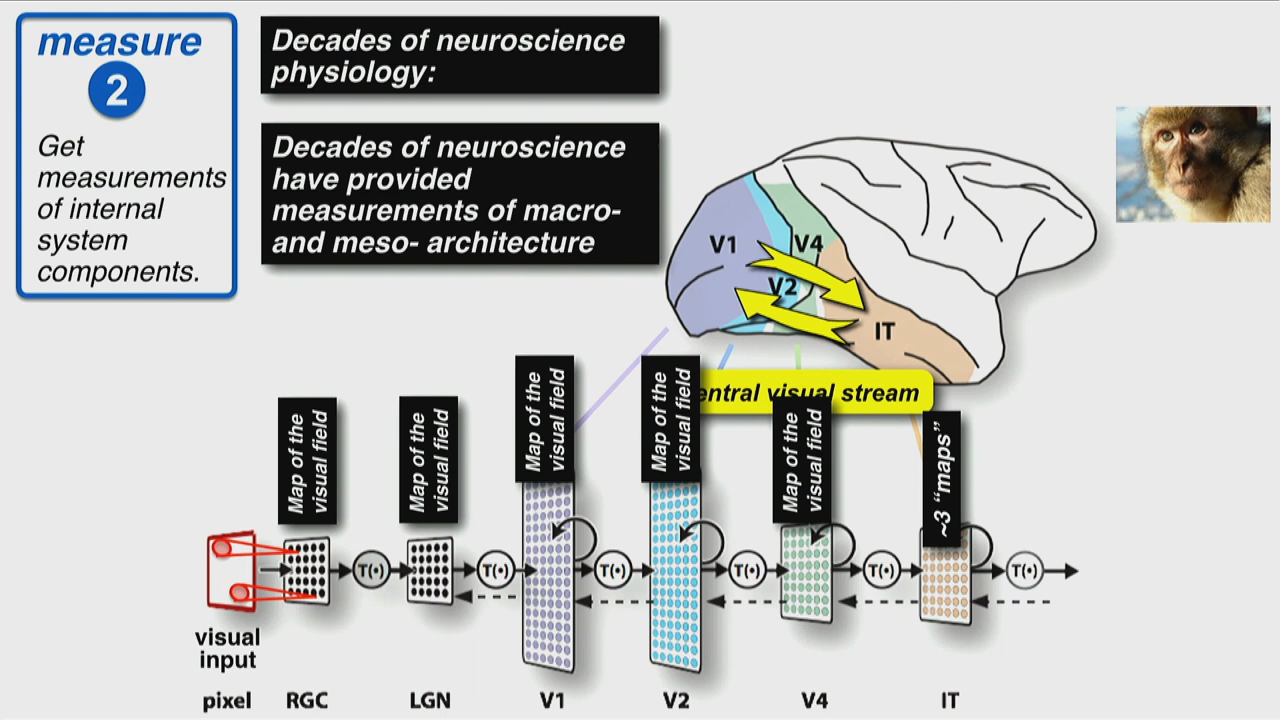 measure
2
Get
measurements
of internal
system
components.
Decades of neuroscience
physiology:
Decades of neuroscience
have provided
measurements of macro-
and meso- architecture
V1
V4
V2
IT
entral visual stream
Map of the
visual field
Map of the
visual field
Map of the
visual field
Map of the
visual field
Map of the
visual field
~3 “maps”
T(•)
T(•)
T(•)
T(•)
T(•)
T(•)
visual
input
pixel
RGC
LGN
V1
V2
V4
IT